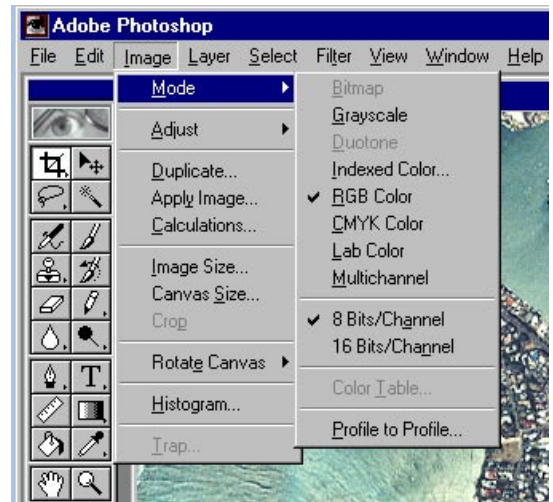 Adobe Photoshop
File Edit Image Layer Select Filter View Window Help
Mode
Adjust
Duplicate...
Apply Image...
Calculations...
Image Size...
Canvas Size...
Crop
Rotate Canvas
Histogram...
Trap...
Bitmap
Grayscale
Duotone
Indexed Color...
RGB Color
CMYK Color
Lab Color
Multichannel
8 Bits/Channel
16 Bits/Channel
Color Table...
Profile to Profile...
T